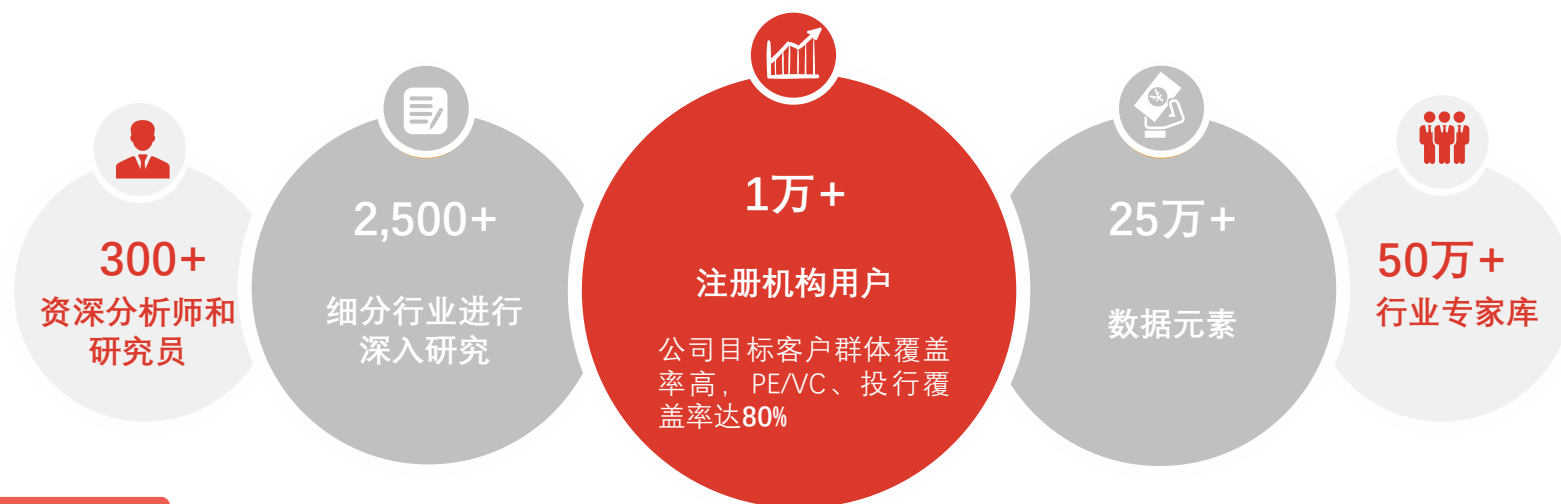 300+
资深分析师和
研究员
2,500+
细分行业进行
深入研究
1万+
注册机构用户
公司目标客户群体覆盖
率高，PE/VC、投行覆
盖率达80%
25万+
数据元素
50万+
行业专家库